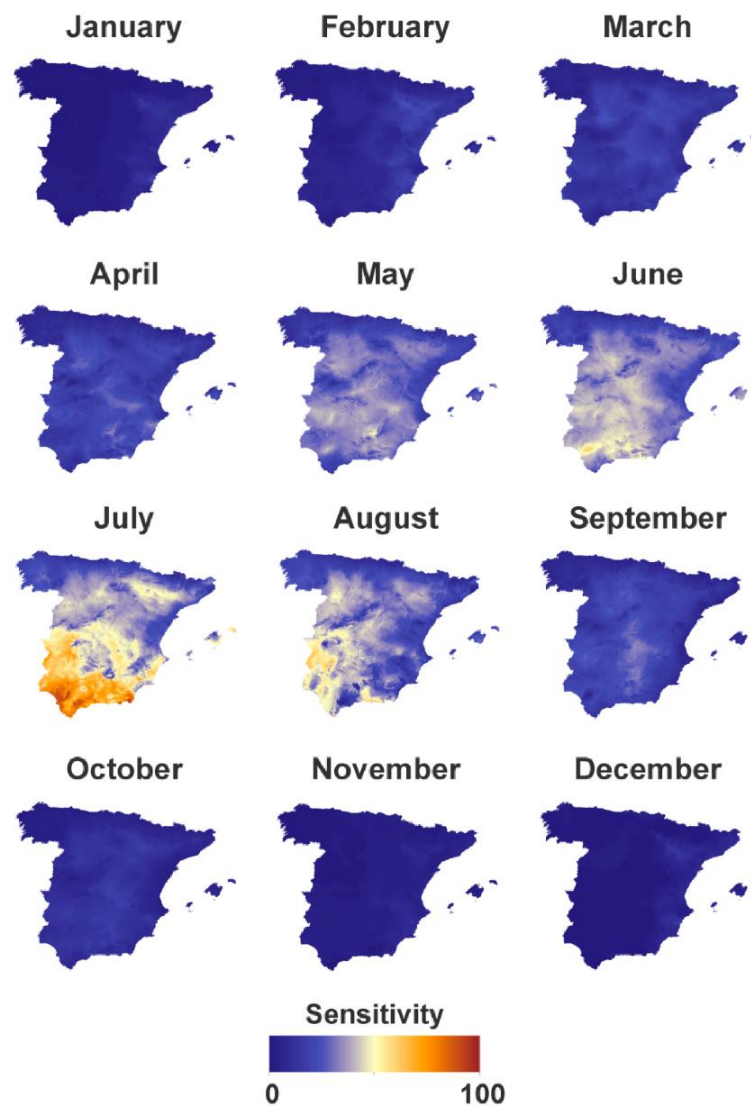 January
February
March
April
May
June
July
August
September
October
November
December
Sensitivity
0
100